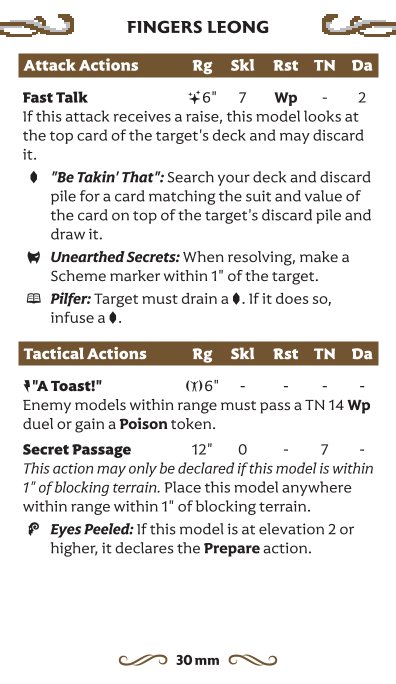 FINGERS LEONG
Attack Actions Rg Skl Rst TN Da
Fast Talk 6" 7 Wp - 2
If this attack receives a raise, this model looks at
the top card of the target's deck and may discard
it.
"Be Takin' That": Search your deck and discard
pile for a card matching the suit and value of
the card on top of the target's discard pile and
draw it.
Unearthed Secrets: When resolving, make a
Scheme marker within 1" of the target.
Pilfer: Target must drain a . If it does so,
infuse a .
Tactical Actions Rg Skl Rst TN Da
"A Toast!" 6" - - - -
Enemy models within range must pass a TN 14 Wp
duel or gain a Poison token.
Secret Passage 12" 0 - 7 -
This action may only be declared if this model is within
1" of blocking terrain. Place this model anywhere
within range within 1" of blocking terrain.
Eyes Peeled: If this model is at elevation 2 or
higher, it declares the Prepare action.
30 mm